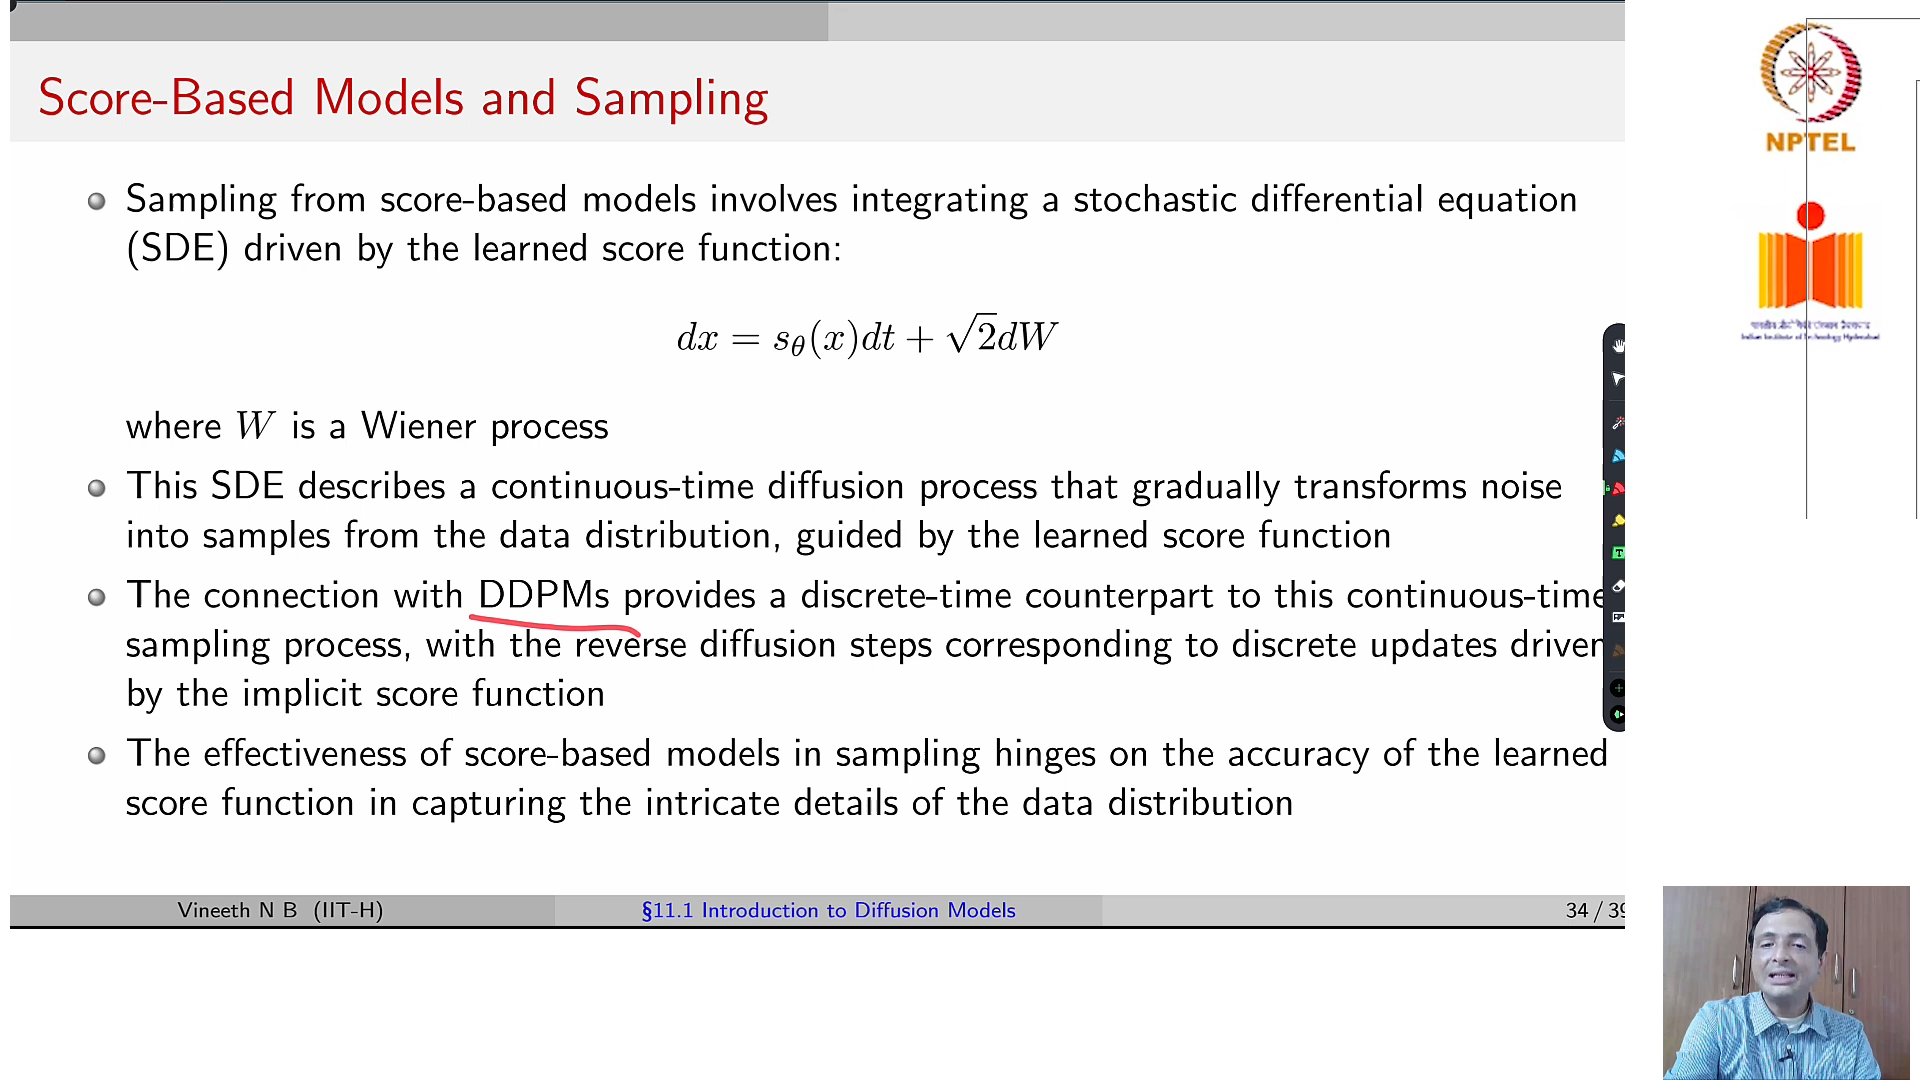 Score-Based Models and Sampling
Sampling from score-based models involves integrating a stochastic differential equation
(SDE) driven by the learned score function:
dx = s_θ(x)dt + √2dW
where W is a Wiener process
This SDE describes a continuous-time diffusion process that gradually transforms noise
into samples from the data distribution, guided by the learned score function
The connection with DDPMs provides a discrete-time counterpart to this continuous-time
sampling process, with the reverse diffusion steps corresponding to discrete updates driven
by the implicit score function
The effectiveness of score-based models in sampling hinges on the accuracy of the learned
score function in capturing the intricate details of the data distribution
Vineeth N B (IIT-H)
§11.1 Introduction to Diffusion Models
34 / 39
NPTEL
Indian Institute of Technology Hyderabad